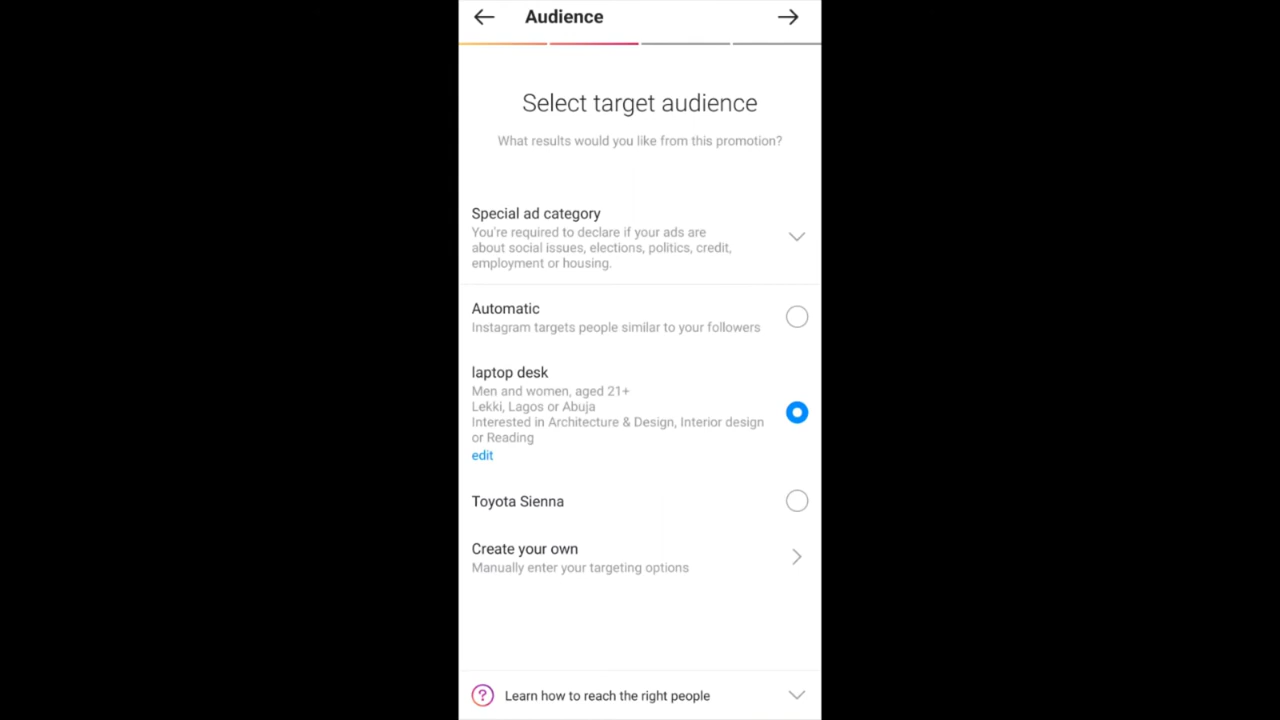 Audience
Select target audience
What results would you like from this promotion?
Special ad category
You're required to declare if your ads are
about social issues, elections, politics, credit,
employment or housing.
Automatic
Instagram targets people similar to your followers
laptop desk
Men and women, aged 21+
Lekki, Lagos or Abuja
Interested in Architecture & Design, Interior design
or Reading
edit
Toyota Sienna
Create your own
Manually enter your targeting options
? Learn how to reach the right people